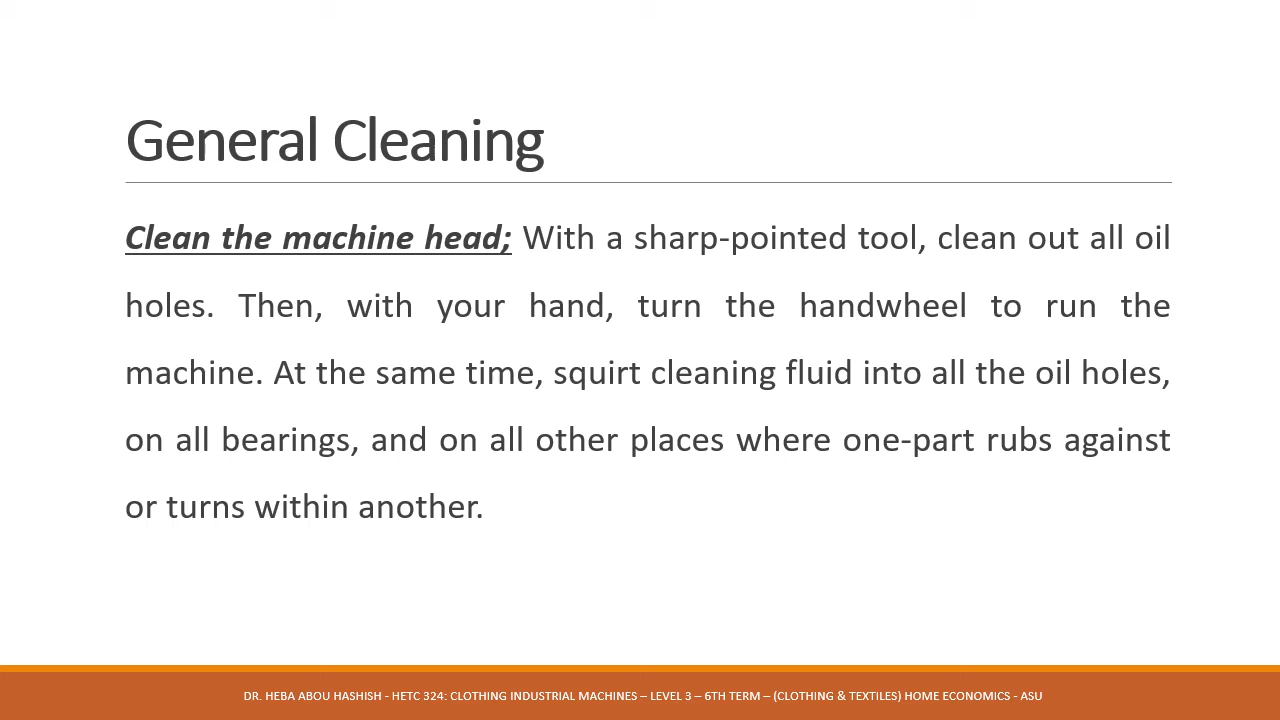 General Cleaning
Clean the machine head; With a sharp-pointed tool, clean out all oil
holes. Then, with your hand, turn the handwheel to run the
machine. At the same time, squirt cleaning fluid into all the oil holes,
on all bearings, and on all other places where one-part rubs against
or turns within another.
DR. HEBA ABOU HASHISH - HETC 324: CLOTHING INDUSTRIAL MACHINES – LEVEL 3 – 6TH TERM – (CLOTHING & TEXTILES) HOME ECONOMICS - ASU